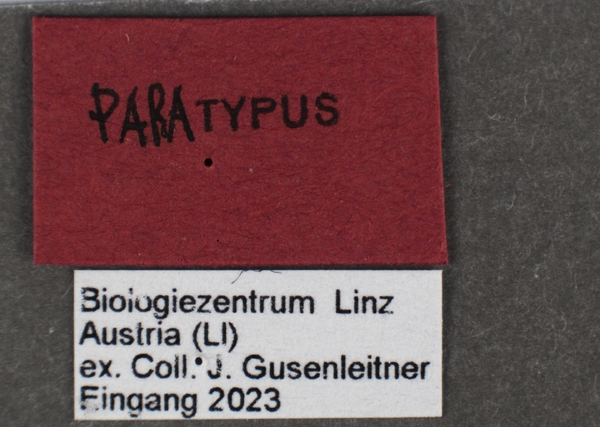 PARATYPUS
Biologiezentrum Linz
Austria (LI)
ex. Coll. J. Gusenleitner
Eingang 2023